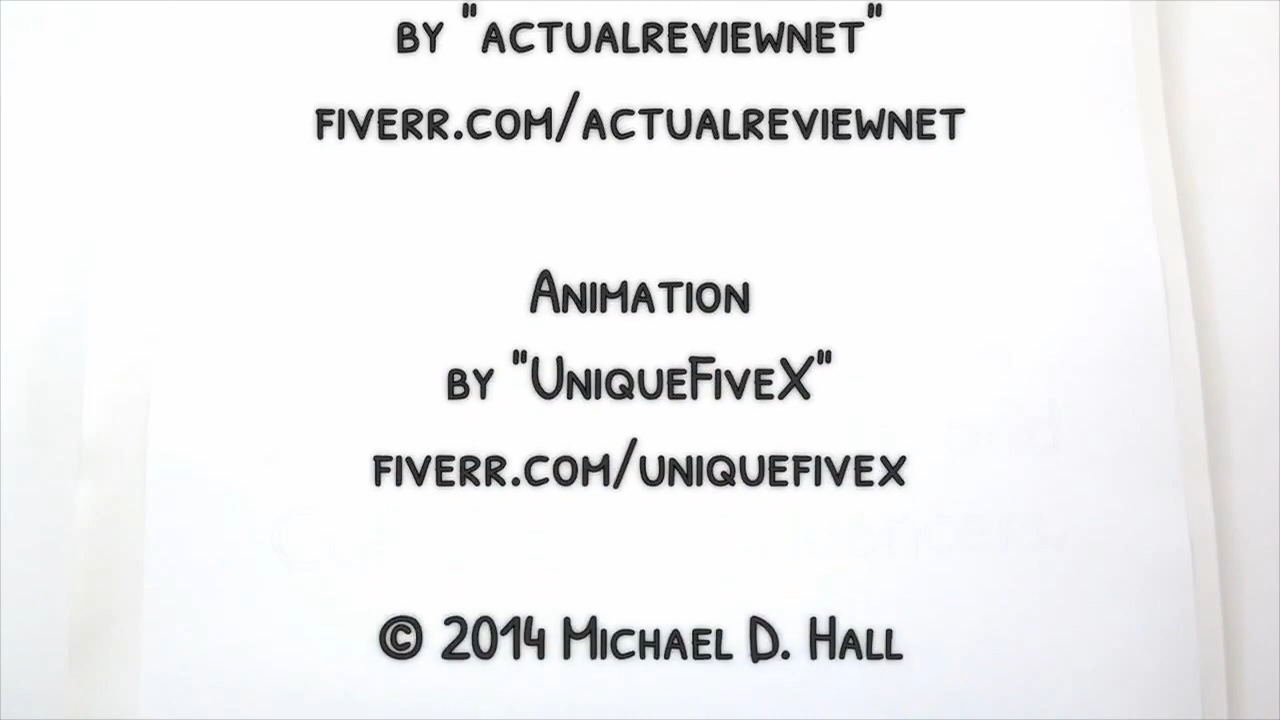 by "actualreviewnet"
fiverr.com/actualreviewnet
Animation
by "UniqueFiveX"
fiverr.com/uniquefivex
© 2014 Michael D. Hall